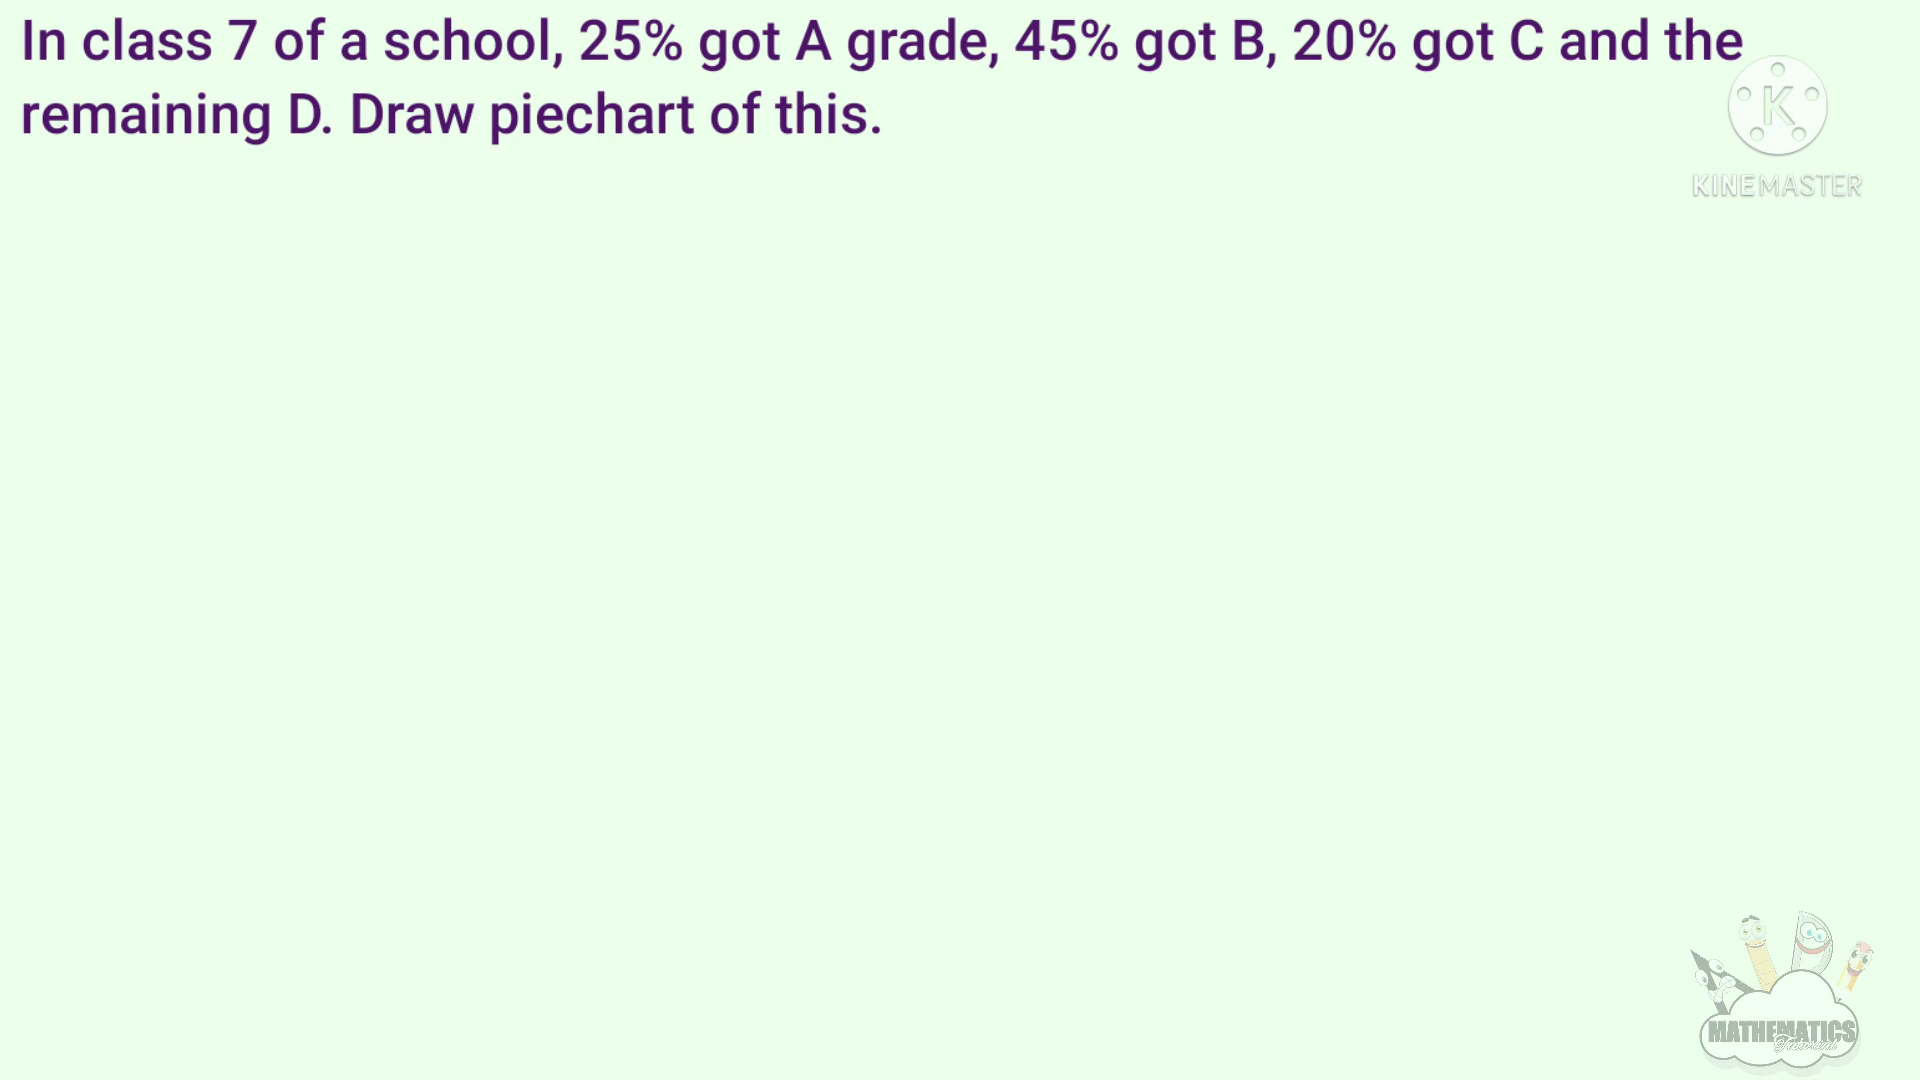 In class 7 of a school, 25% got A grade, 45% got B, 20% got C and the
remaining D. Draw piechart of this.
K
KINEMASTER
MATHEMATICS
Tutorial